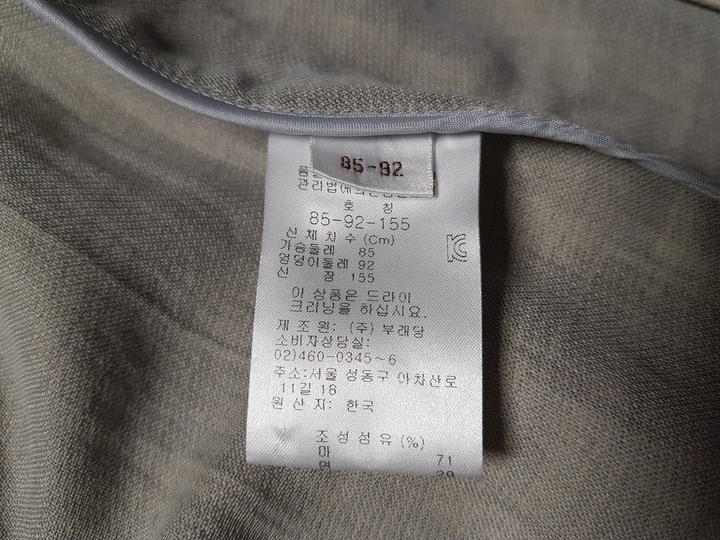 85-92
관리법에
호 칭
85-92-155
신 체 치 수 (Cm)
가슴둘레 85
엉덩이둘레 92
신 장 155
이 상품은 드라이
크리닝을 하십시요.
제 조 원: (주) 부래당
소비자상담실:
02)460-0345~6
주소:서울 성동구 아차산로
11길 18
원 산 지: 한국
조 성 섬 유 (%)
마 71
면 29